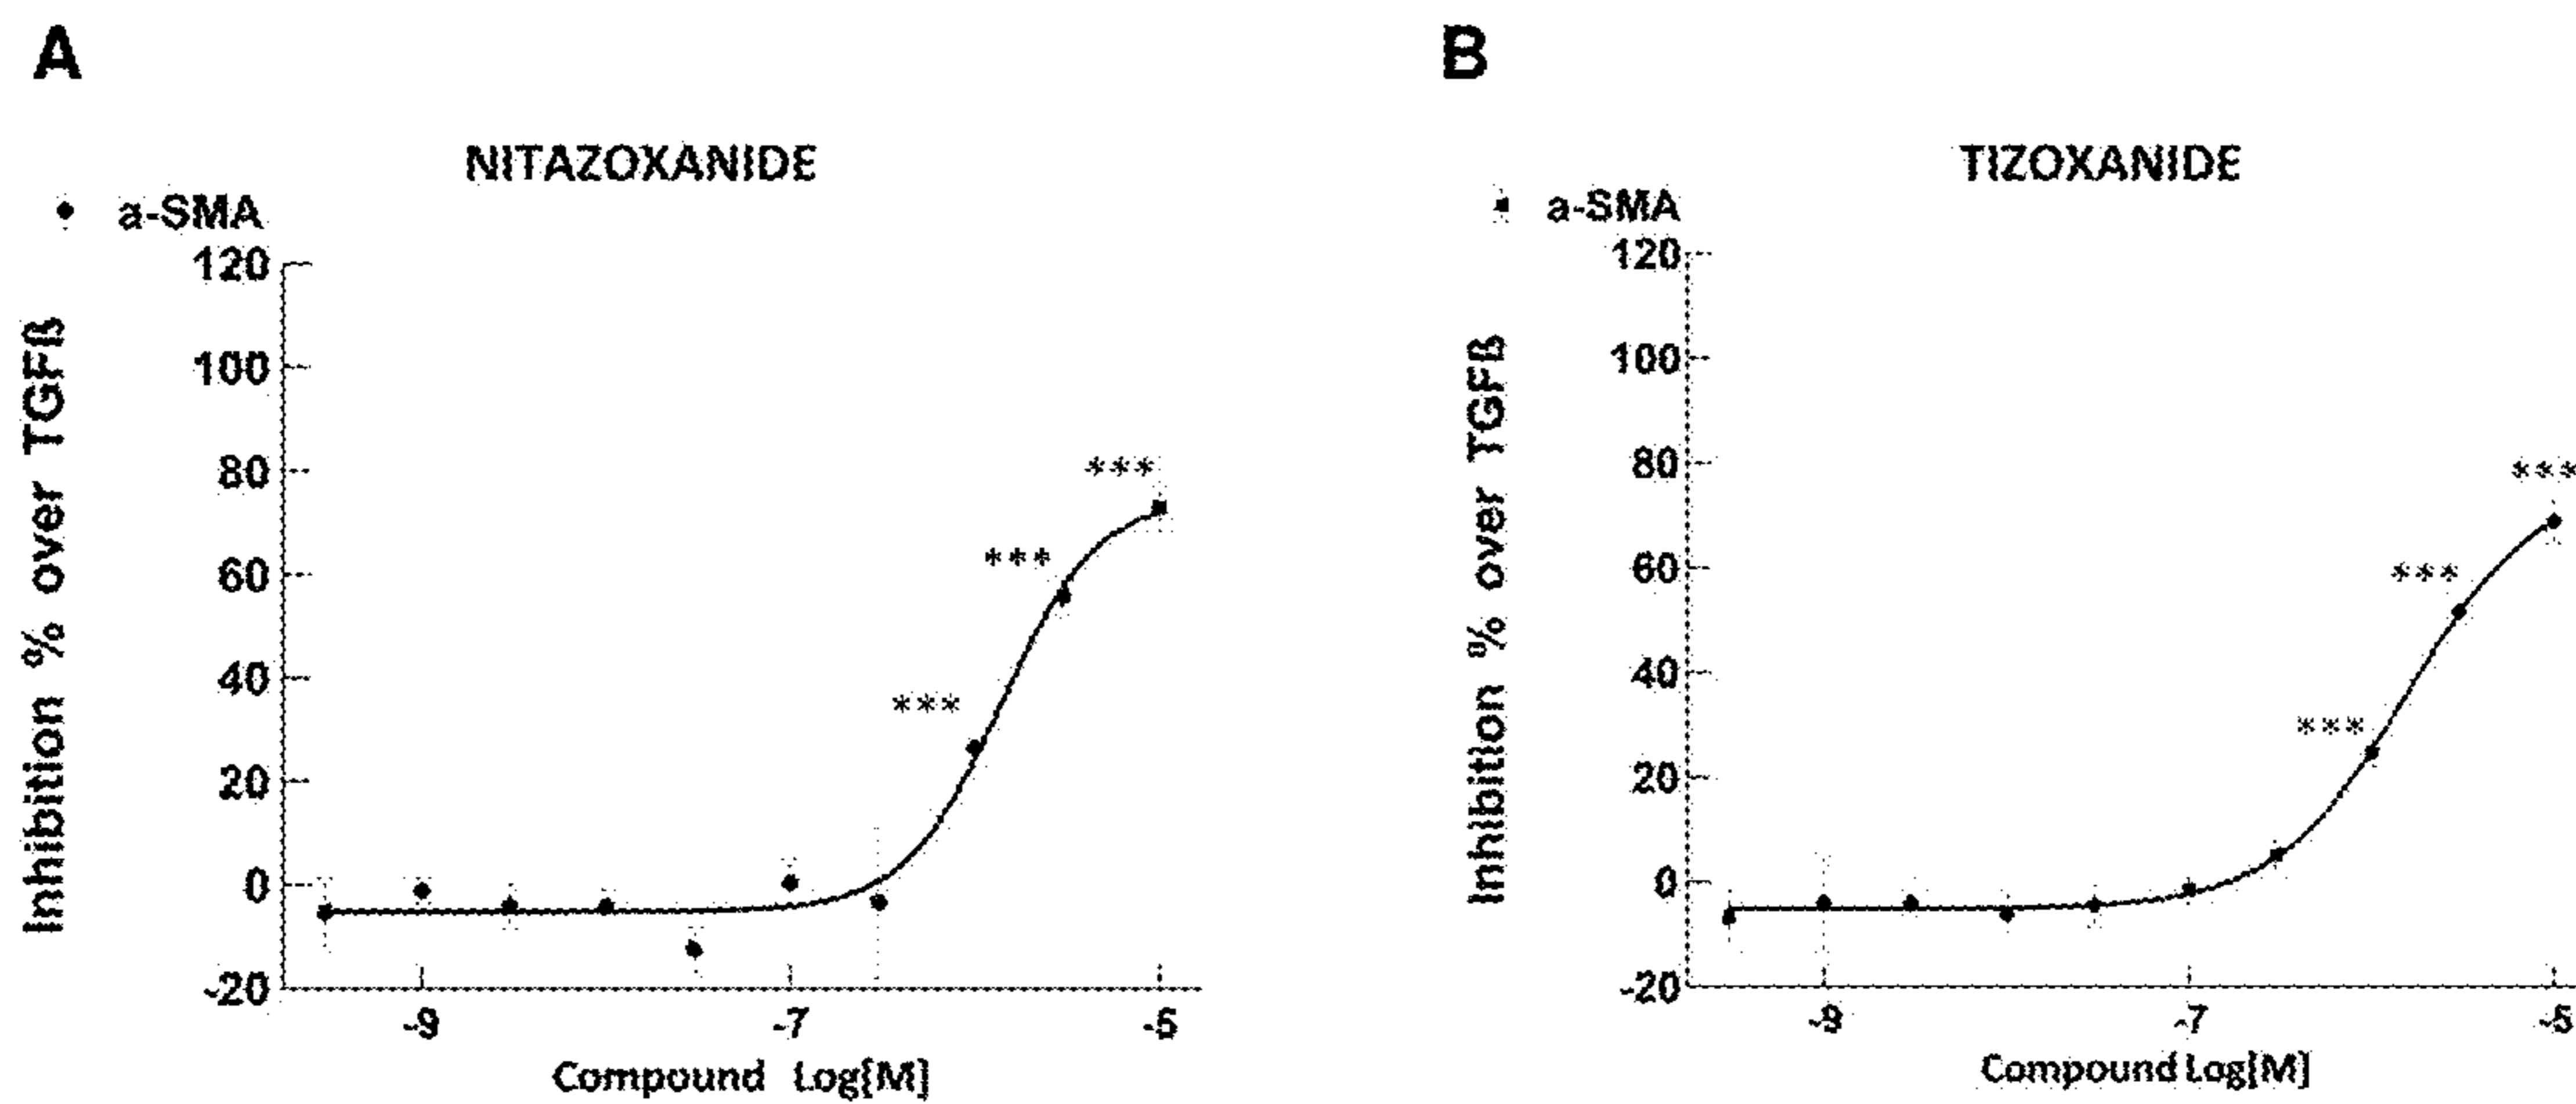 A
NITAZOXANIDE
a-SMA
120
100
80
60
40
20
0
-20
Inhibition % over TGFß
***
***
***
-9
-7
-5
Compound Log[M]
B
TIZOXANIDE
a-SMA
120
100
80
60
40
20
0
-20
Inhibition % over TGFß
***
***
***
-9
-7
-5
Compound Log[M]